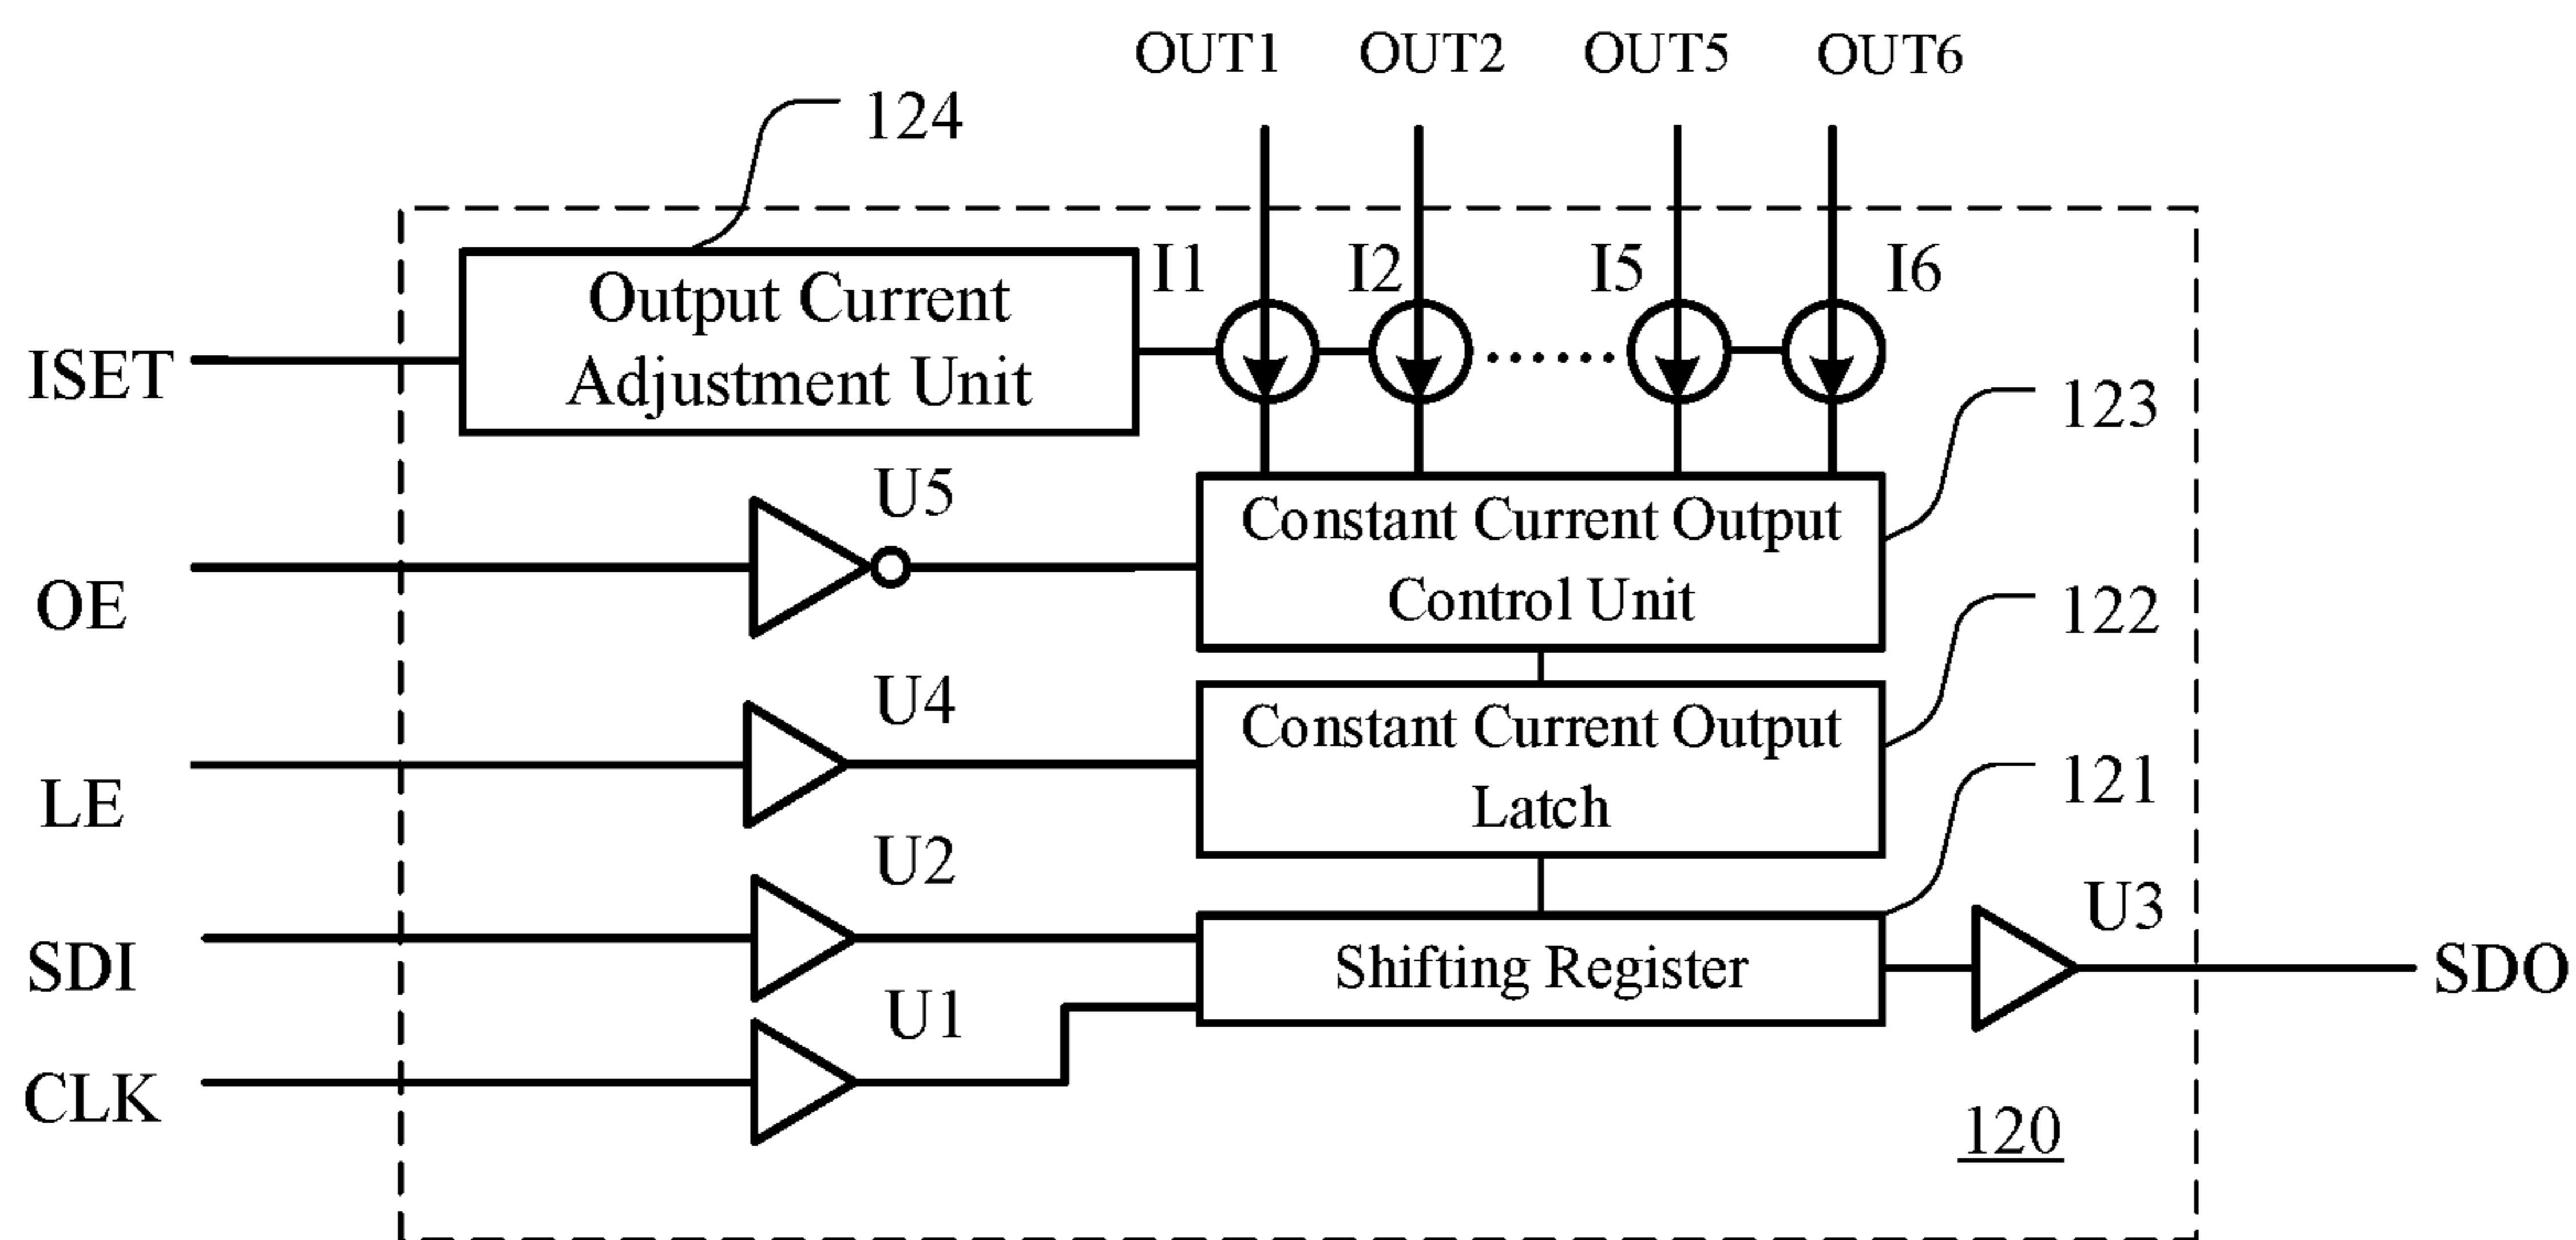 OUT1 OUT2 OUT5 OUT6
124
I1 I2 I5 I6
Output Current
Adjustment Unit
ISET
123
U5
Constant Current Output
Control Unit
OE
122
U4
Constant Current Output
Latch
LE
121
U2
U3
SDI
Shifting Register
SDO
U1
CLK
120